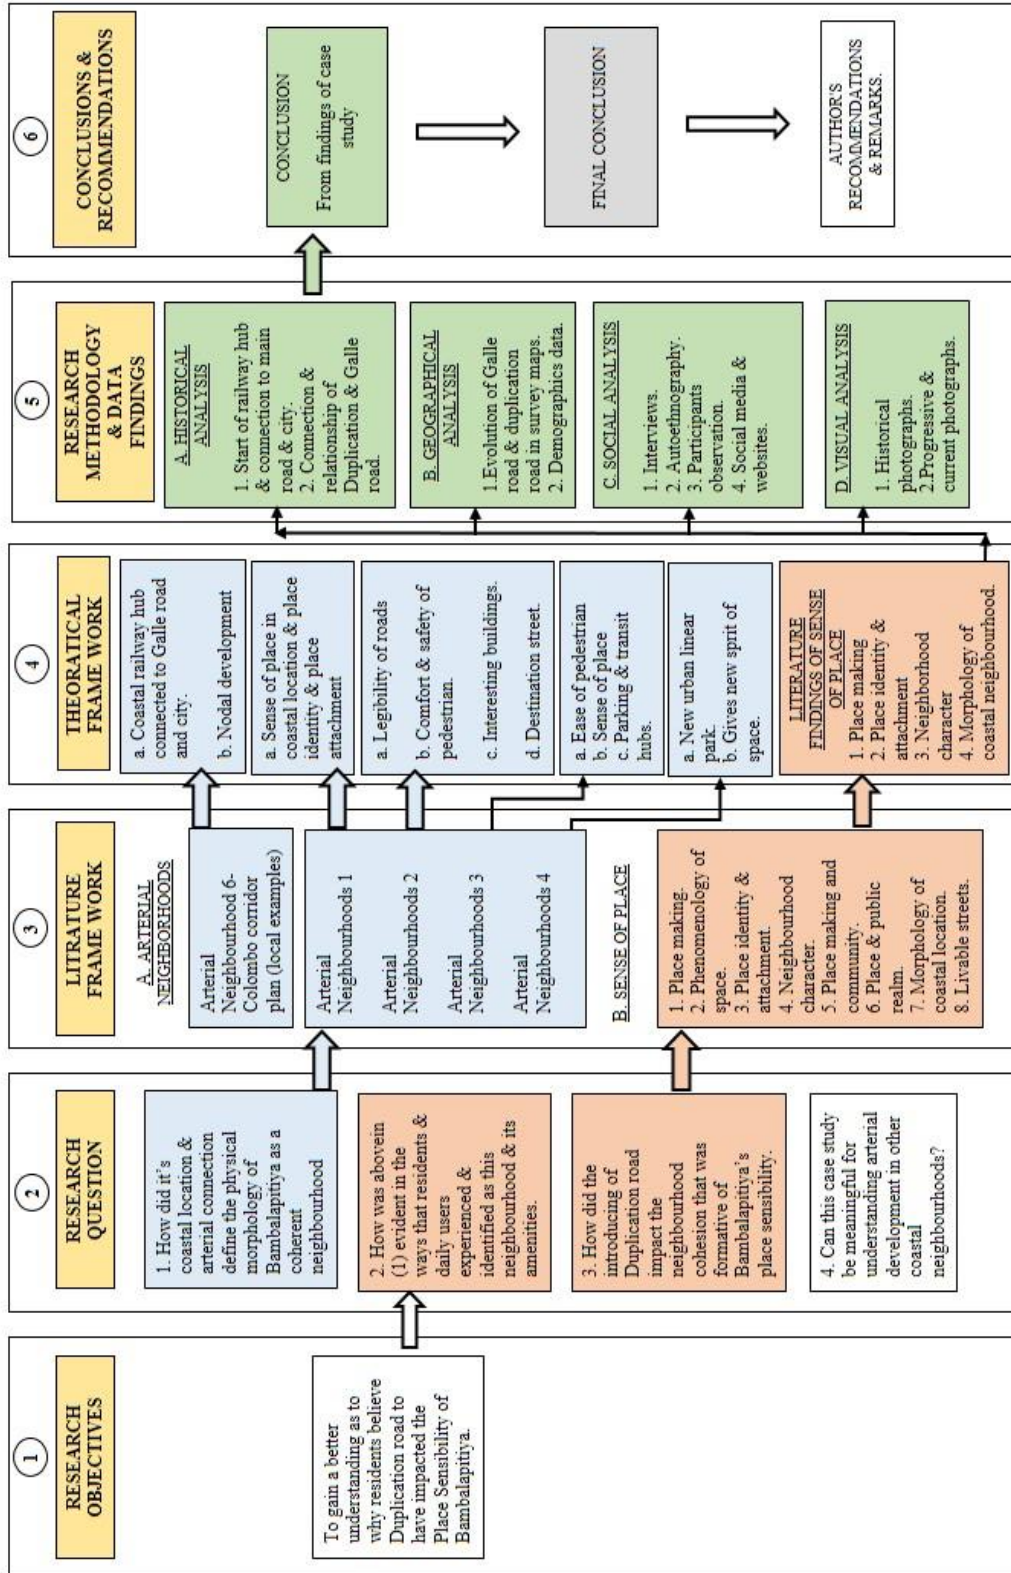 1
RESEARCH
OBJECTIVES
To gain a better
understanding as to
why residents believe
Duplication road to
have impacted the
Place Sensibility of
Bambalapitiya.
2
RESEARCH
QUESTION
1. How did it's
coastal location &
arterial connection
define the physical
morphology of
Bambalapitiya as a
coherent
neighbourhood
2. How was abovein
(1) evident in the
ways that residents &
daily users
experienced &
identified as this
neighbourhood & its
amenities.
3. How did the
introducing of
Duplication road
impact the
neighbourhood
cohesion that was
formative of
Bambalapitiya's
place sensibility.
4. Can this case study
be meaningful for
understanding arterial
development in other
coastal
neighbourhoods?
3
LITRATURE
FRAME WORK
A. ARTERIAL
NEIGHBORHOODS
Arterial
Neighbourhood 6-
Colombo corridor
plan (local examples)
Arterial
Neighbourhoods 1
Arterial
Neighbourhoods 2
Arterial
Neighbourhoods 3
Arterial
Neighbourhoods 4
B. SENSE OF PLACE
1. Place making.
2. Phenomenology of
space.
3. Place identity &
attachment.
4. Neighbourhood
character.
5. Place making and
community.
6. Place & public
realm.
7. Morphology of
coastal location.
8. Livable streets.
4
THEORATICAL
FRAME WORK
a. Coastal railway hub
connected to Galle road
and city.
b. Nodal development
a. Sense of place in
coastal location & place
identity & place
attachment
a. Legibility of roads
b. Comfort & safety of
pedestrian.
c. Interesting buildings.
d. Destination street.
a. Ease of pedestrian
b. Sense of place
c. Parking & transit
hubs.
a. New urban linear
park.
b. Gives new sprit of
space.
LITERATURE
FINDINGS OF SENSE
OF PLACE
1. Place making
2. Place identity &
attachment
3. Neighborhood
character
4. Morphology of
coastal neighbourhood.
5
RESEARCH
METHODOLOGY
& DATA
FINDINGS
A. HISTORICAL
ANALYSIS
1. Start of railway hub
& connection to main
road & city.
2. Connection &
relationship of
Duplication & Galle
road.
B. GEOGRAPHICAL
ANALYSIS
1.Evolution of Galle
road & duplication
road in survey maps.
2. Demographics data.
C. SOCIAL ANALYSIS
1. Interviews.
2. Autoethnography.
3. Participants
observation.
4. Social media &
websites.
D. VISUAL ANALYSIS
1. Historical
photographs.
2.Progressive &
current photographs.
6
CONCLUSIONS &
RECOMMENDATIONS
CONCLUSION
From findings of case
study
FINAL CONCLUSION
AUTHOR'S
RECOMMENDATIONS
& REMARKS.